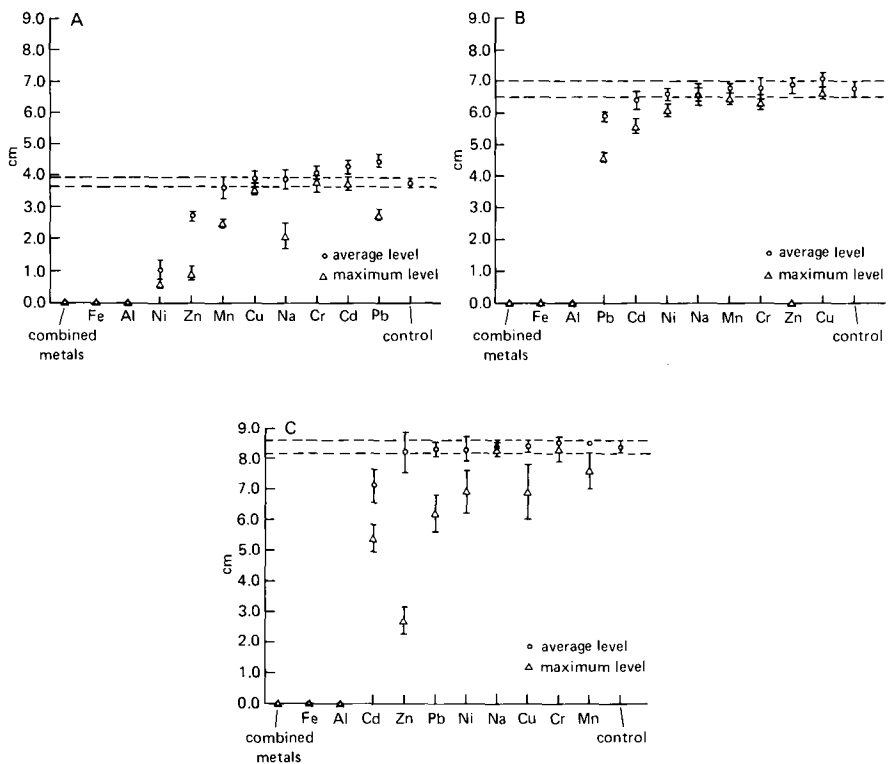 A
9.0
8.0
7.0
6.0
5.0
4.0
3.0
2.0
1.0
0.0
cm
average level
maximum level
Fe Al Ni Zn Mn Cu Na Cr Cd Pb
combined
metals
control
B
9.0
8.0
7.0
6.0
5.0
4.0
3.0
2.0
1.0
0.0
cm
average level
maximum level
Fe Al Pb Cd Ni Na Mn Cr Zn Cu
combined
metals
control
C
9.0
8.0
7.0
6.0
5.0
4.0
3.0
2.0
1.0
0.0
cm
average level
maximum level
Fe Al Cd Zn Pb Ni Na Cu Cr Mn
combined
metals
control